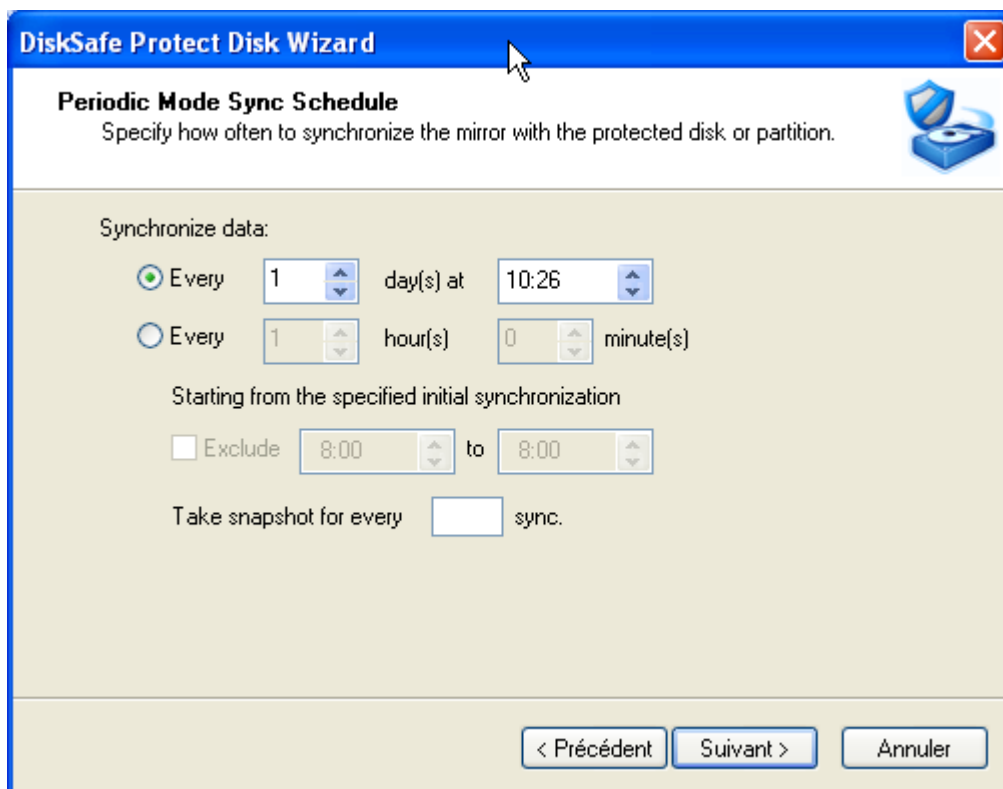 DiskSafe Protect Disk Wizard
Periodic Mode Sync Schedule
Specify how often to synchronize the mirror with the protected disk or partition.
Synchronize data:
Every 1 day(s) at 10:26
Every 1 hour(s) 0 minute(s)
Starting from the specified initial synchronization
Exclude 8:00 to 8:00
Take snapshot for every sync.
< Précédent Suivant > Annuler